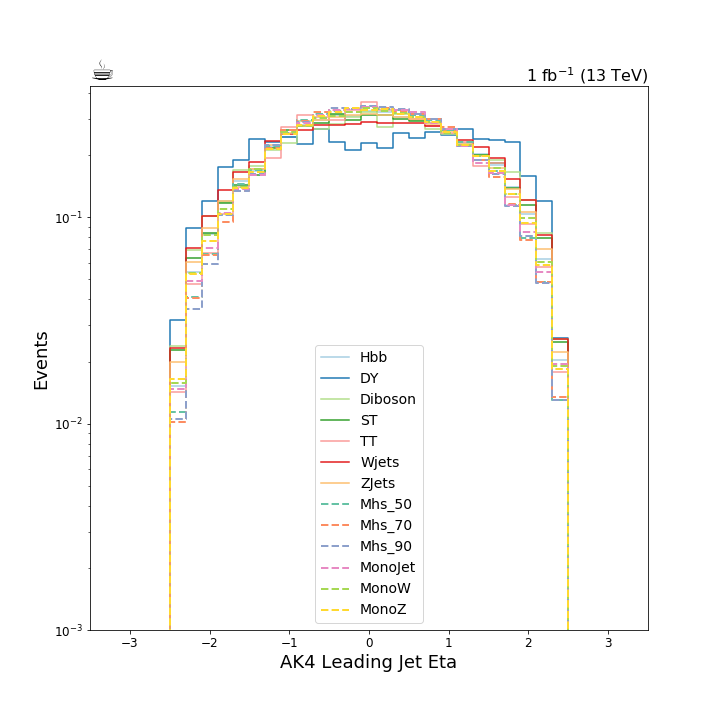 1 fb⁻¹ (13 TeV)
Events
10⁻¹
10⁻²
10⁻³
Hbb
DY
Diboson
ST
TT
Wjets
ZJets
Mhs_50
Mhs_70
Mhs_90
MonoJet
MonoW
MonoZ
−3 −2 −1 0 1 2 3
AK4 Leading Jet Eta